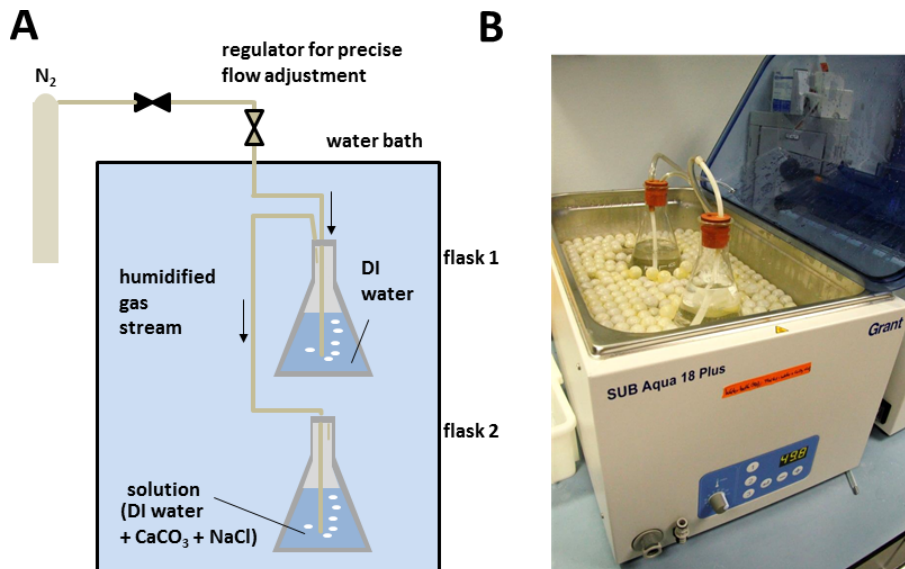 A
N₂
regulator for precise
flow adjustment
water bath
flask 1
humidified
gas
stream
DI
water
flask 2
solution
(DI water
+ CaCO₃ + NaCl)
B
Grant
SUB Aqua 18 Plus
49.8